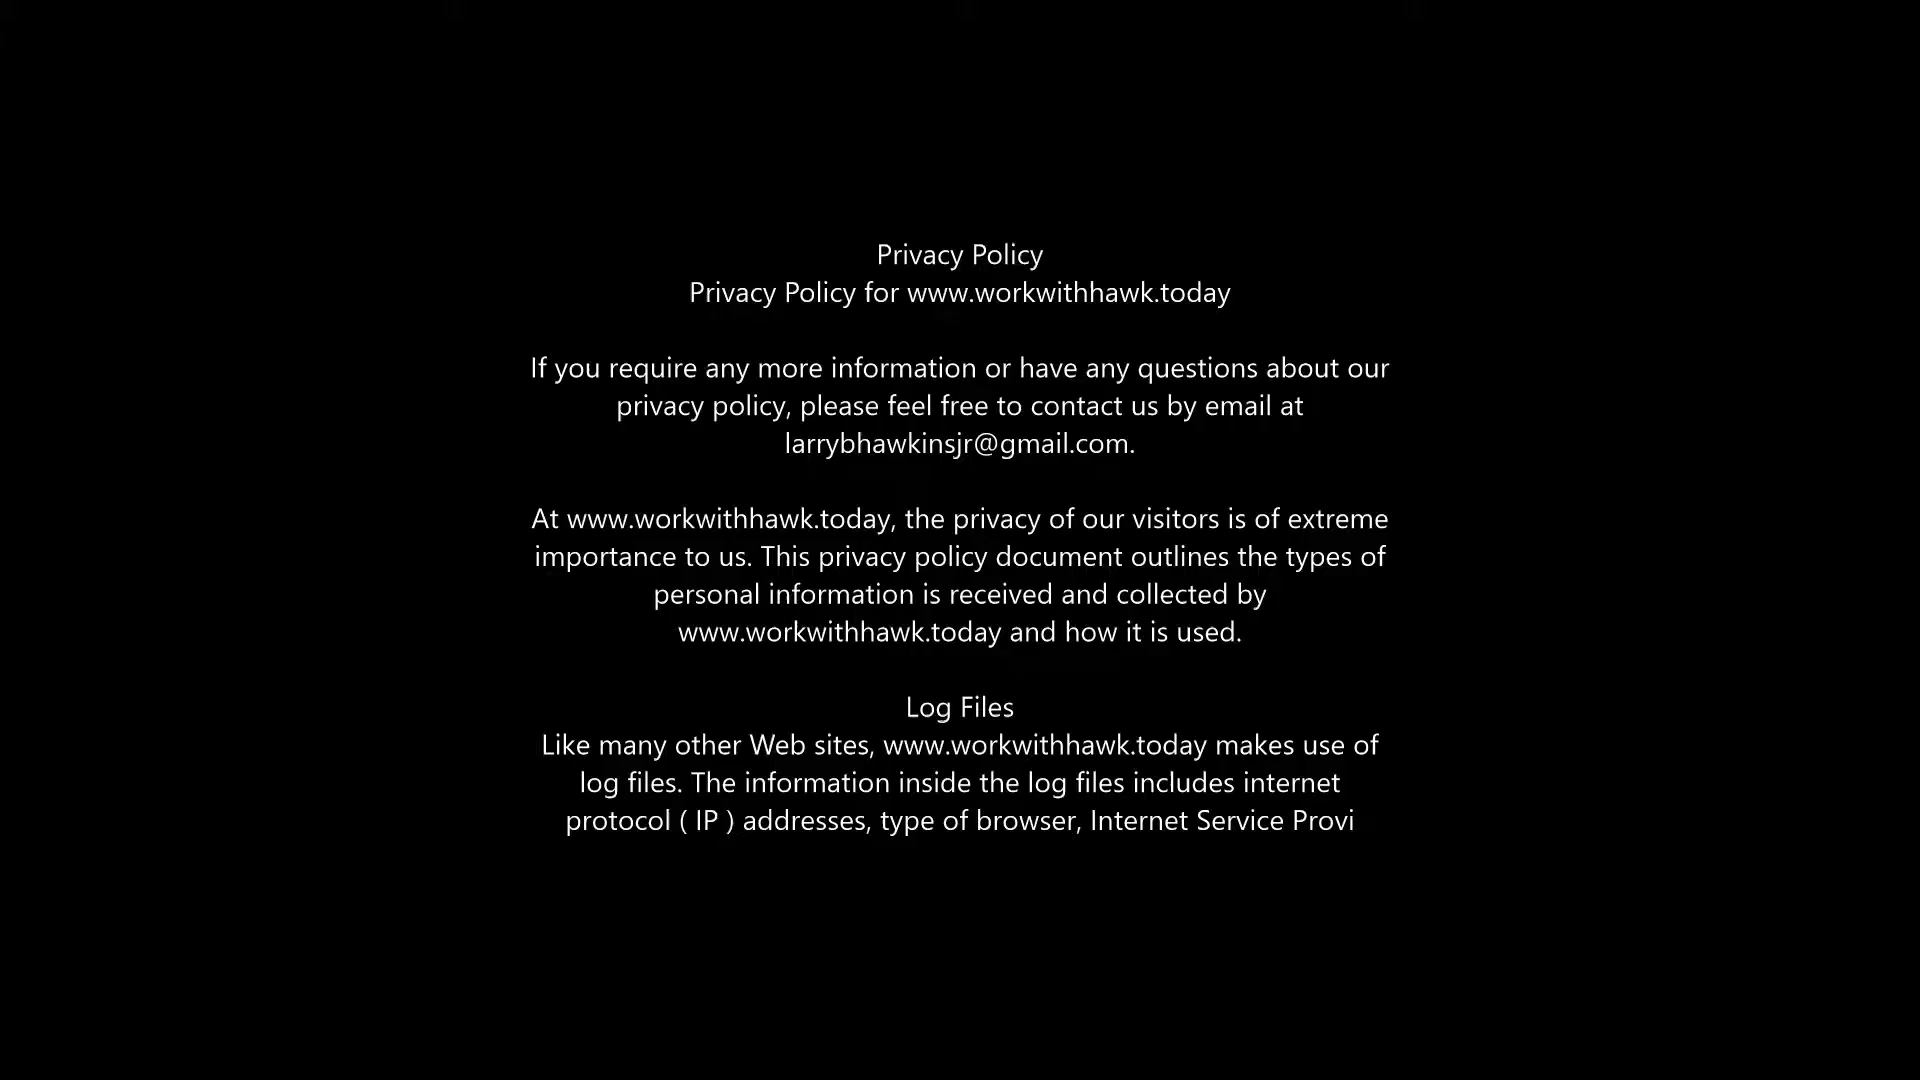 Privacy Policy
Privacy Policy for www.workwithhawk.today
If you require any more information or have any questions about our
privacy policy, please feel free to contact us by email at
larrybhawkinsjr@gmail.com.
At www.workwithhawk.today, the privacy of our visitors is of extreme
importance to us. This privacy policy document outlines the types of
personal information is received and collected by
www.workwithhawk.today and how it is used.
Log Files
Like many other Web sites, www.workwithhawk.today makes use of
log files. The information inside the log files includes internet
protocol ( IP ) addresses, type of browser, Internet Service Provi